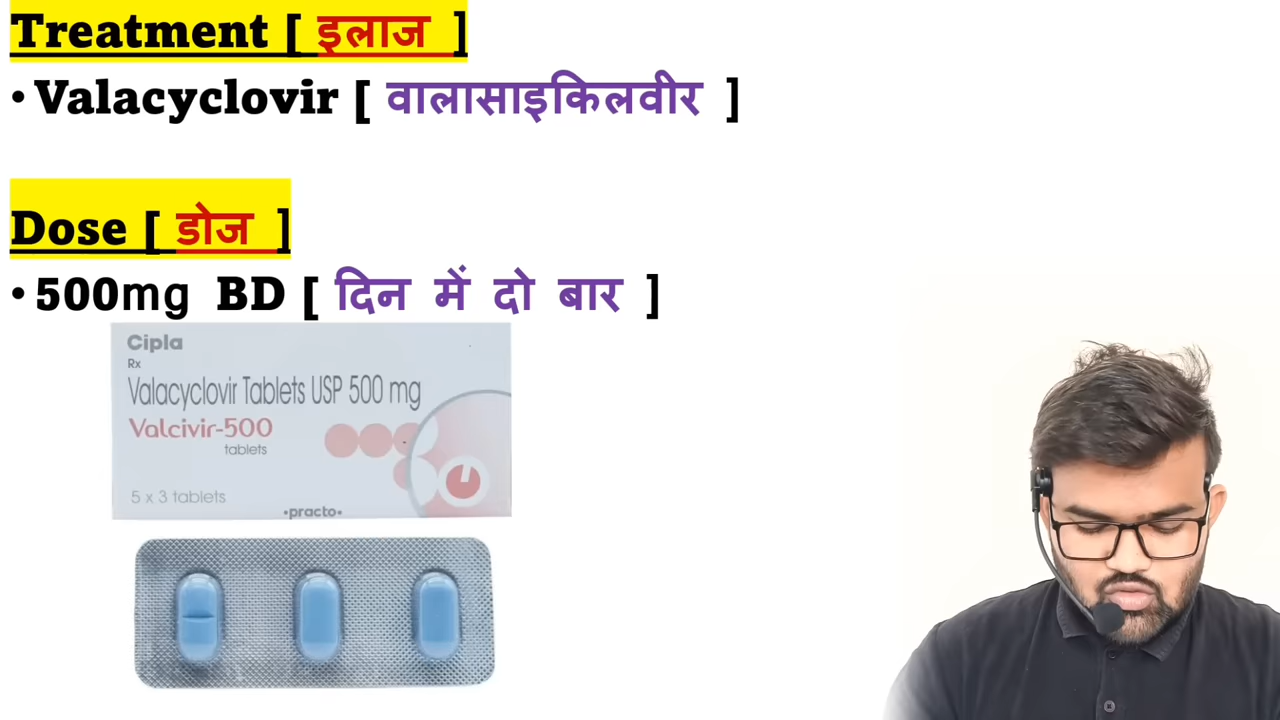 Treatment [ इलाज ]
• Valacyclovir [ वालासाइकिलवीर ]
Dose [ डोज ]
• 500mg BD [ दिन में दो बार ]
Cipla
Rx
Valacyclovir Tablets USP 500 mg
Valcivir-500
tablets
5 x 3 tablets
•practo•